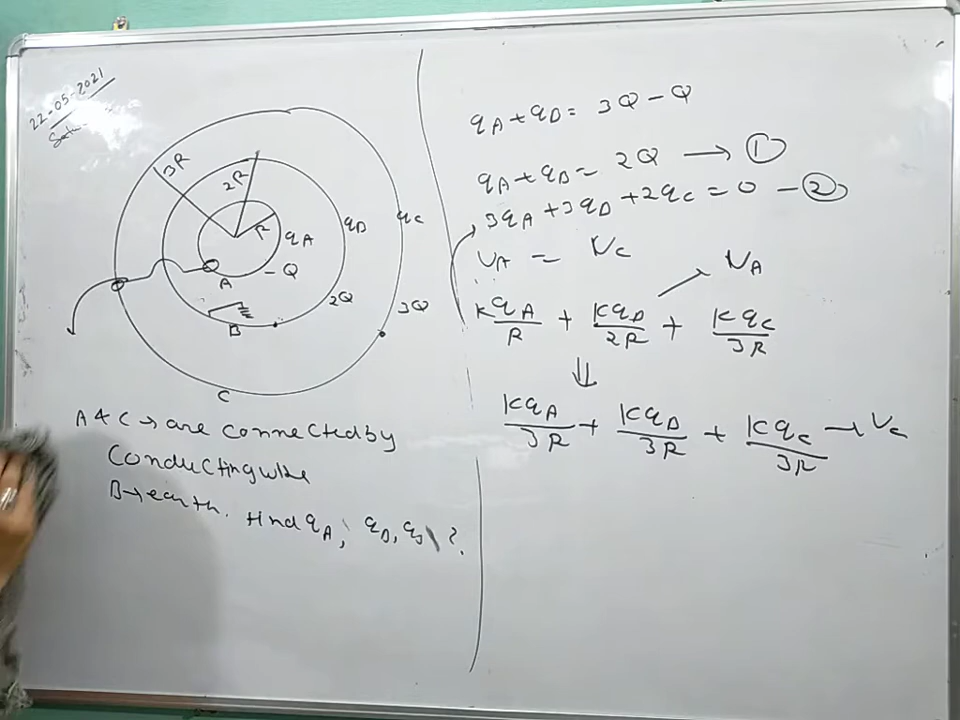 22-05-2021
3R
2R
R
qA
qB
qC
-Q
A
2Q
3Q
B
C
A & C → are connected by
Conducting wire
B → earth. find qA, qB, q ?.
qA + qB = 3Q - Q
qA + qB = 2Q → ①
3qA + 3qB + 2qC = 0 - ②
VA = VC
VA
KqA/R + KqB/2R + KqC/3R
⇓
KqA/3R + KqB/3R + KqC/3R → VC